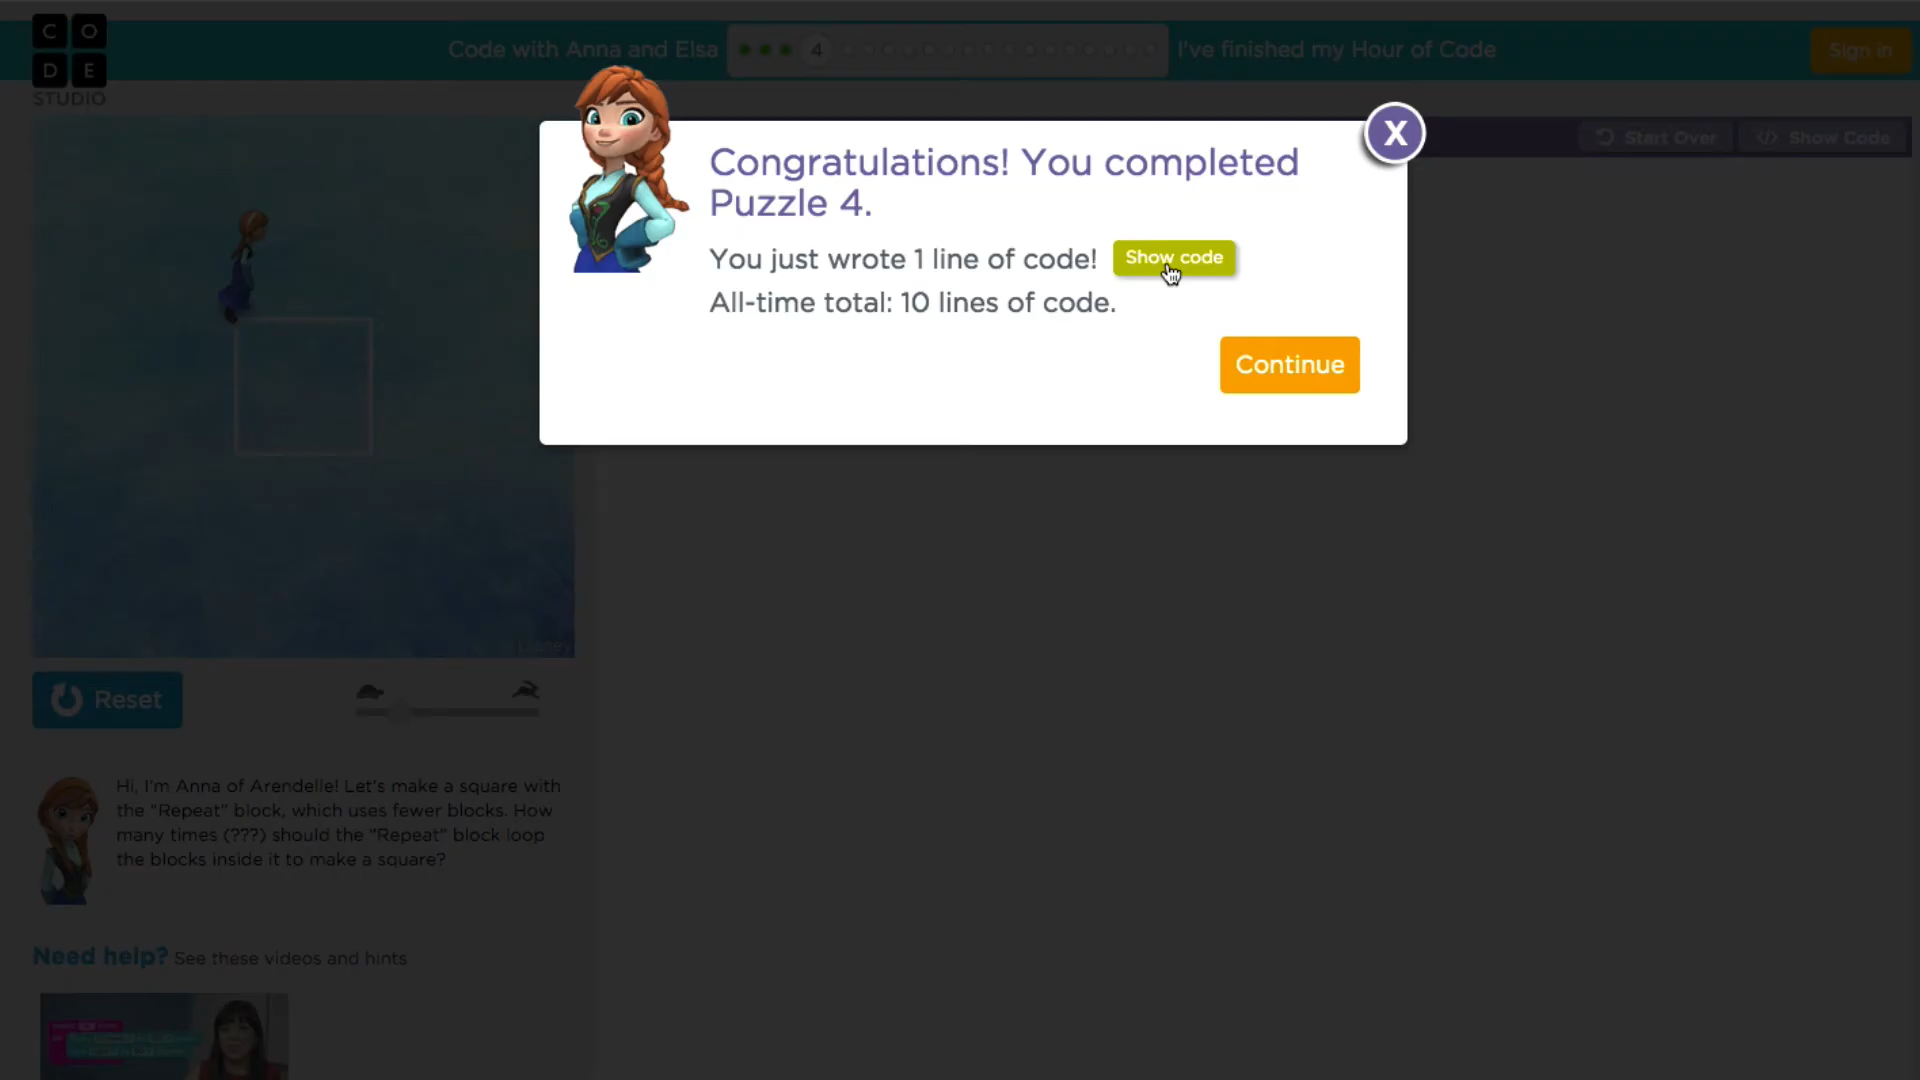 C O
D E
STUDIO
Code with Anna and Elsa
4
I've finished my Hour of Code
Sign in
Start Over
</> Show Code
X
Congratulations! You completed
Puzzle 4.
You just wrote 1 line of code!
Show code
All-time total: 10 lines of code.
Continue
Disney
Reset
Hi, I'm Anna of Arendelle! Let's make a square with
the "Repeat" block, which uses fewer blocks. How
many times (???) should the "Repeat" block loop
the blocks inside it to make a square?
Need help? See these videos and hints